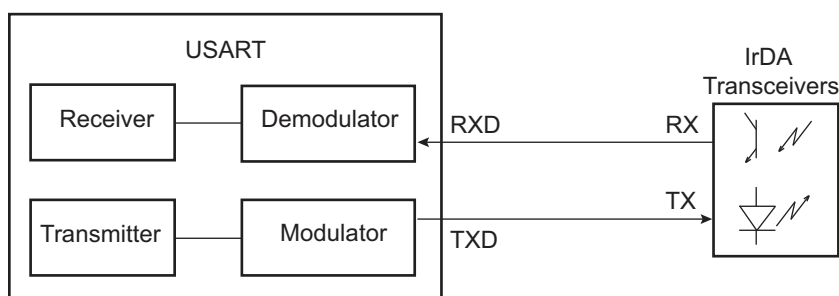 USART
IrDA
Transceivers
Receiver
Demodulator
RXD
RX
Transmitter
Modulator
TXD
TX